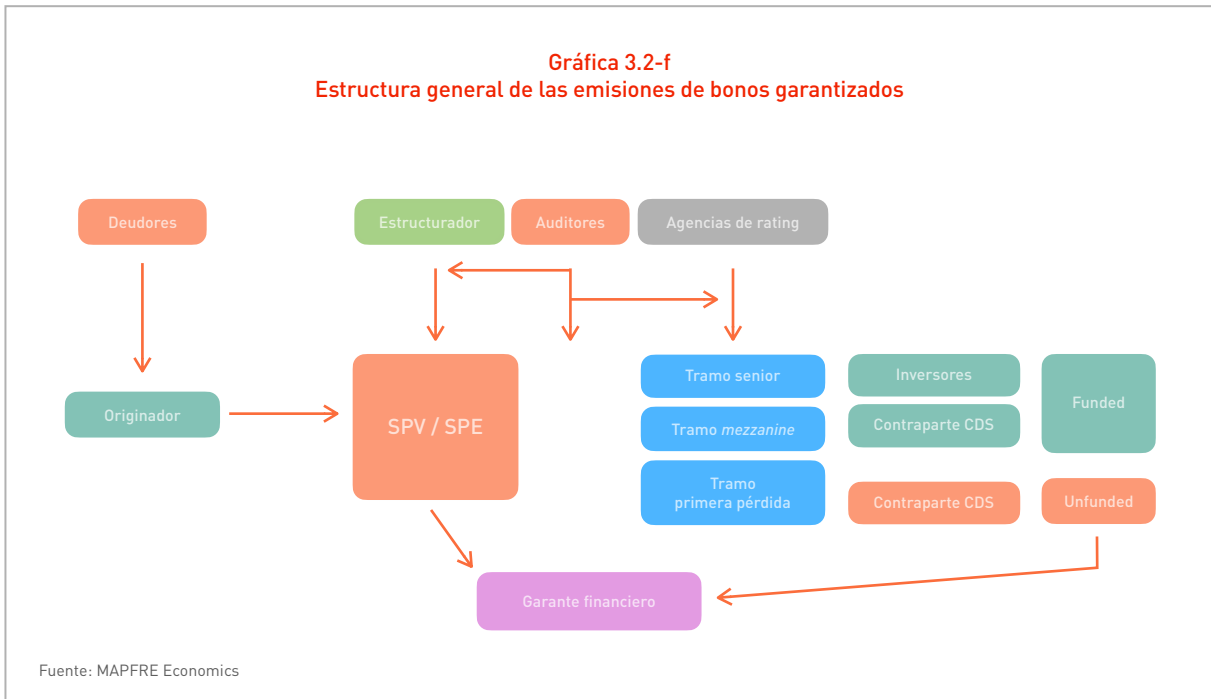 Gráfica 3.2-f
Estructura general de las emisiones de bonos garantizados
Deudores
Estructurador
Auditores
Agencias de rating
Originador
SPV / SPE
Tramo senior
Tramo mezzanine
Tramo
primera pérdida
Inversores
Contraparte CDS
Contraparte CDS
Funded
Unfunded
Garante financiero
Fuente: MAPFRE Economics